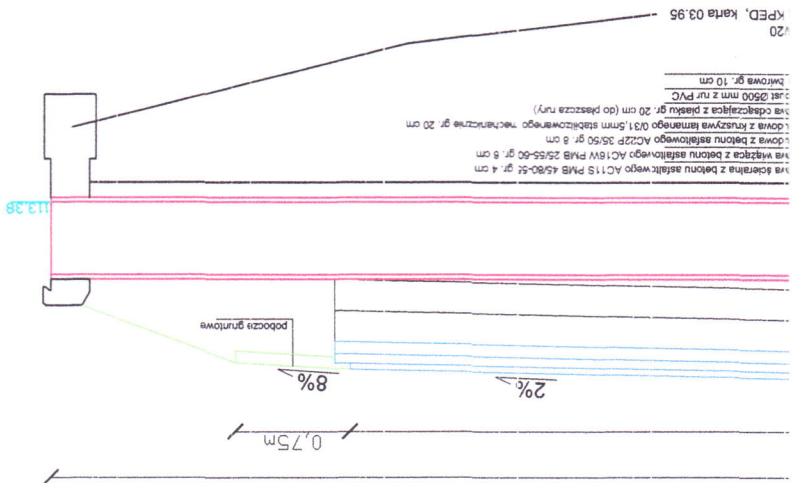 0,75m
2%
8%
pobocze gruntowe
113.38
wa ścieralna z betonu asfaltowego AC11S PMB 45/80-55 gr. 4 cm
wa wiążąca z betonu asfaltowego AC16W PMB 25/55-60 gr. 6 cm
dowa z betonu asfaltowego AC22P 35/50 gr. 8 cm
dowa z kruszywa łamanego 0/31,5mm stabilizowanego mechanicznie gr. 20 cm
wa odsączająca z piasku gr. 20 cm (do płaszcza rury)
ust Ø500 mm z rur PVC
żwirowa gr. 10 cm
/20
KPED, karta 03.95